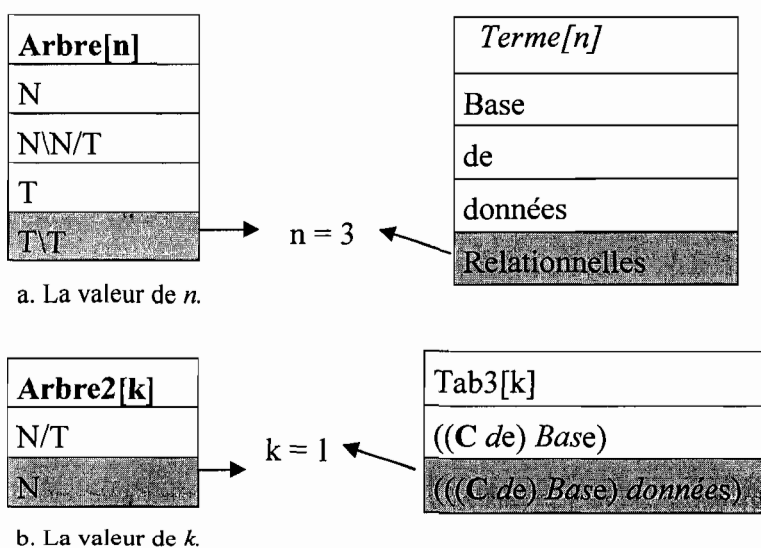 Arbre[n]
N
N\N/T
T
T\T
n = 3
Terme[n]
Base
de
données
Relationnelles
a. La valeur de n.
Arbre2[k]
N/T
N
k = 1
Tab3[k]
((C de) Base)
(((C de) Base) données)
b. La valeur de k.